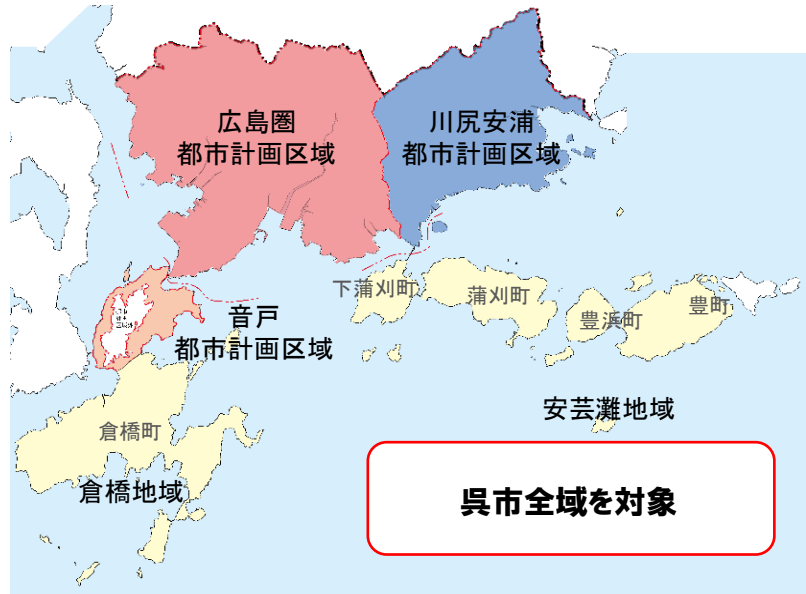 広島圏
都市計画区域
川尻安浦
都市計画区域
下蒲刈町
蒲刈町
豊浜町
豊町
音戸
都市計画区域
安芸灘地域
倉橋町
倉橋地域
呉市全域を対象